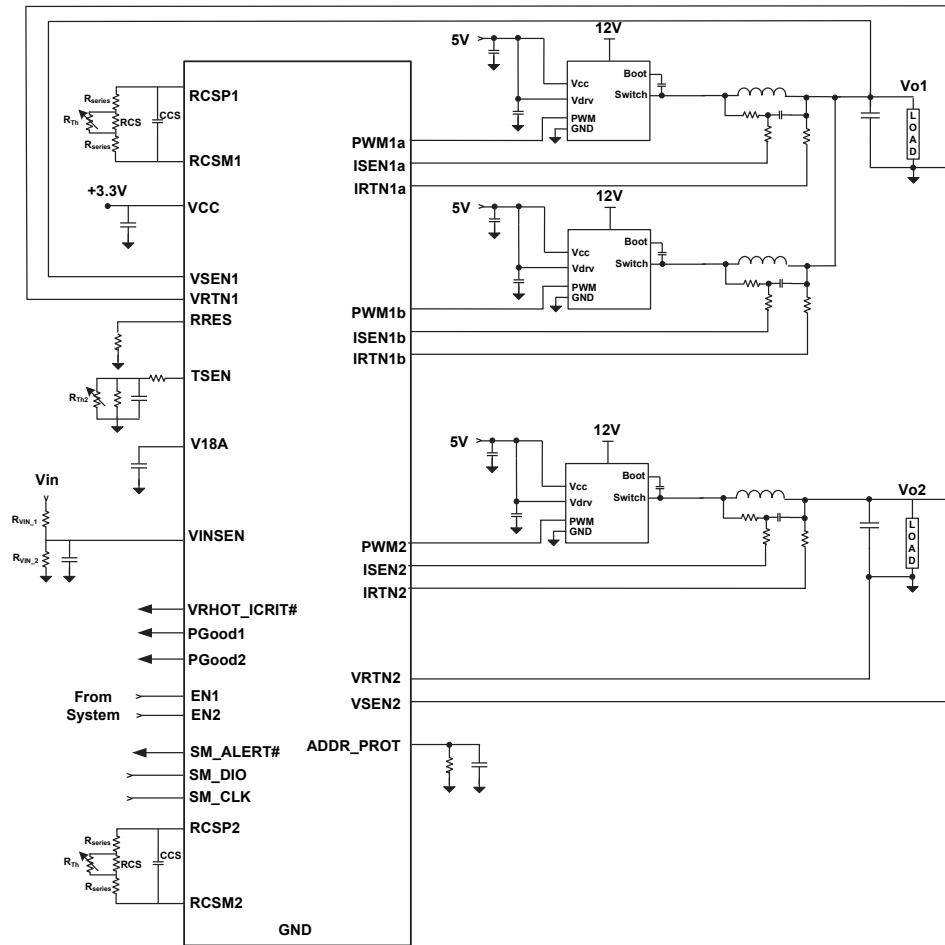 RCSP1
Rseries
RTh
RCS
CCS
Rseries
RCSM1
+3.3V
VCC
VSEN1
VRTN1
RRES
TSEN
RTh2
V18A
Vin
RVIN_1
VINSEN
RVIN_2
VRHOT_ICRIT#
PGood1
PGood2
From
System
EN1
EN2
SM_ALERT#
SM_DIO
SM_CLK
RCSP2
Rseries
RTh
RCS
CCS
Rseries
RCSM2
GND
PWM1a
ISEN1a
IRTN1a
PWM1b
ISEN1b
IRTN1b
PWM2
ISEN2
IRTN2
VRTN2
VSEN2
ADDR_PROT
5V
12V
Boot
Vcc
Switch
Vdrv
PWM
GND
Vo1
LOAD
5V
12V
Boot
Vcc
Switch
Vdrv
PWM
GND
5V
12V
Boot
Vcc
Switch
Vdrv
PWM
GND
Vo2
LOAD